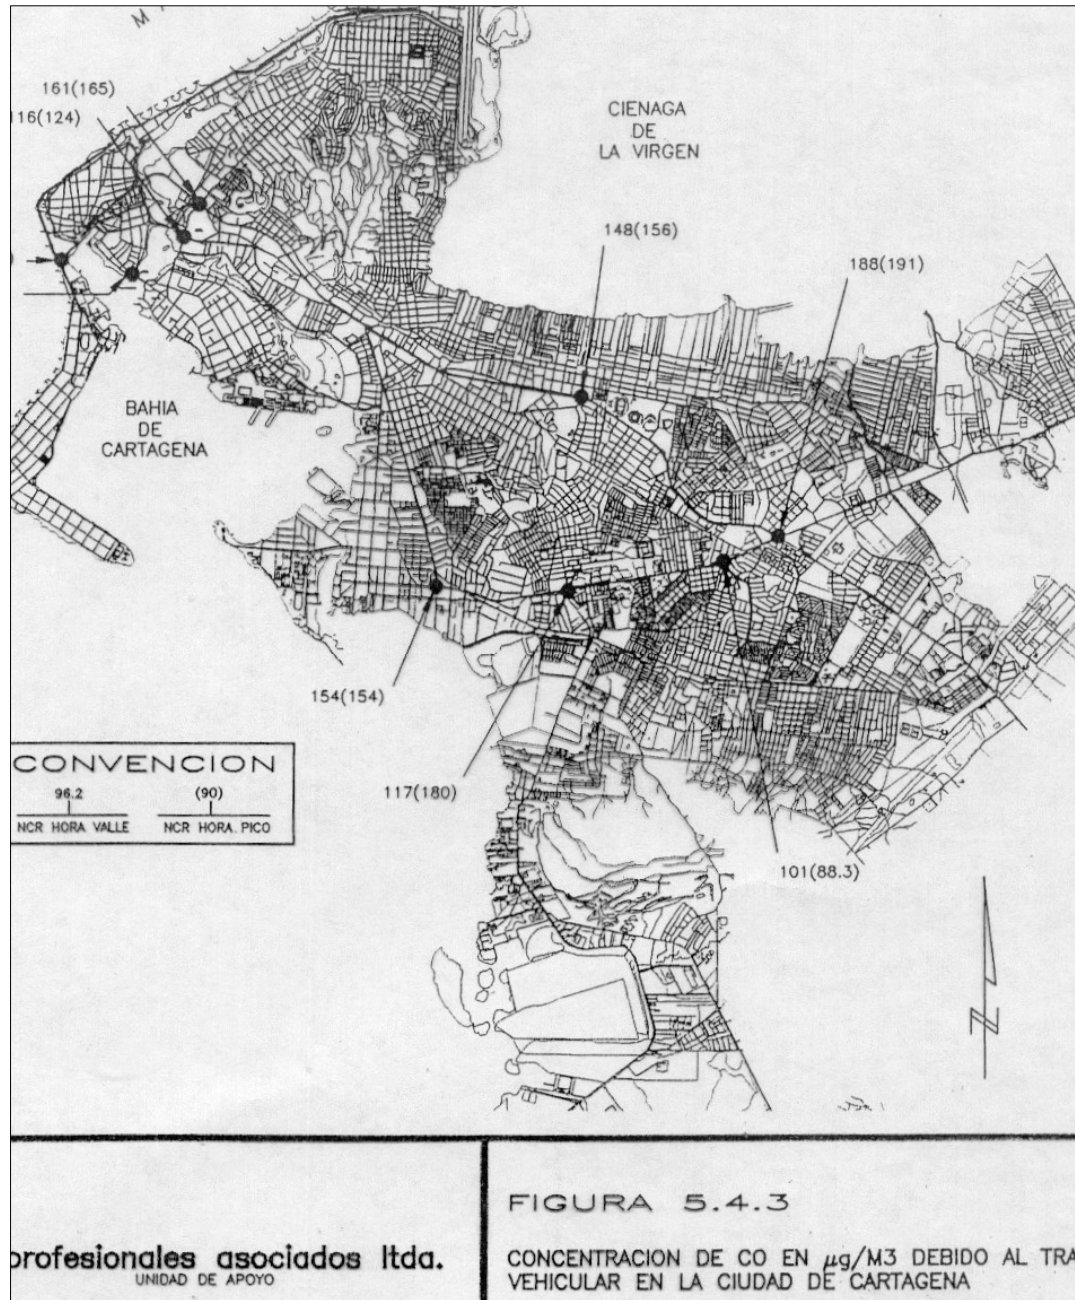 161(165)
16(124)
CIENAGA
DE
LA VIRGEN
148(156)
188(191)
BAHIA
DE
CARTAGENA
154(154)
117(180)
101(88.3)
CONVENCION
96.2 (90)
NCR HORA VALLE NCR HORA. PICO
N
FIGURA 5.4.3
profesionales asociados ltda.
UNIDAD DE APOYO
CONCENTRACION DE CO EN µg/M3 DEBIDO AL TRA
VEHICULAR EN LA CIUDAD DE CARTAGENA